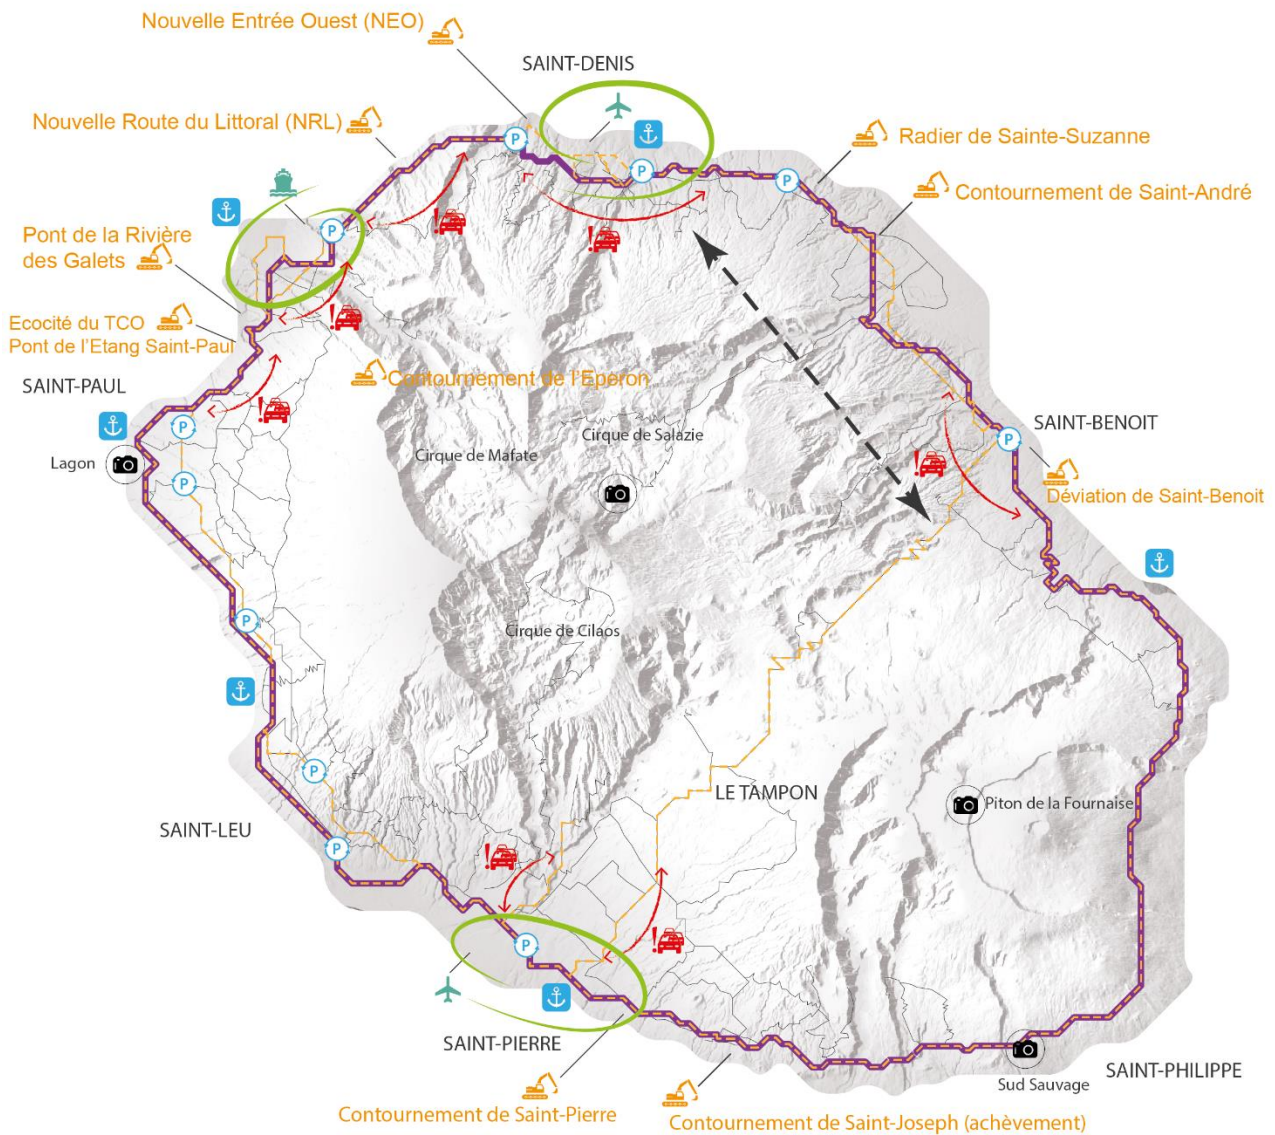 Nouvelle Entrée Ouest (NEO)
SAINT-DENIS
Nouvelle Route du Littoral (NRL)
Radier de Sainte-Suzanne
Contournement de Saint-André
Pont de la Rivière
des Galets
Ecocité du TCO
Pont de l'Etang Saint-Paul
SAINT-PAUL
Contournement de l'Eperon
Lagon
Cirque de Mafate
Cirque de Salazie
SAINT-BENOIT
Déviation de Saint-Benoit
Cirque de Cilaos
LE TAMPON
Piton de la Fournaise
SAINT-LEU
SAINT-PIERRE
SAINT-PHILIPPE
Sud Sauvage
Contournement de Saint-Pierre
Contournement de Saint-Joseph (achèvement)
P
P
P
P
P
P
P
P
P
P
P